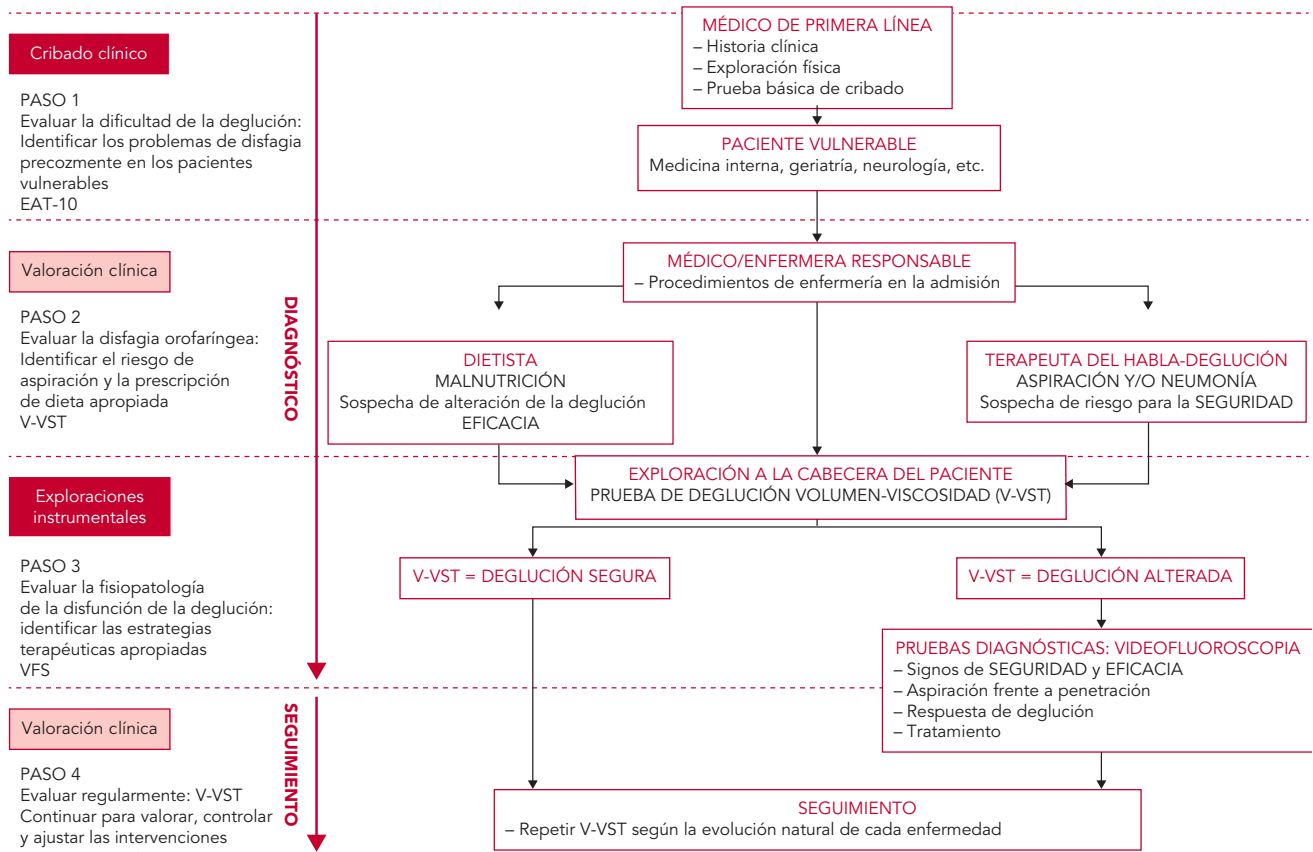 Cribado clínico
PASO 1
Evaluar la dificultad de la deglución:
Identificar los problemas de disfagia
precozmente en los pacientes
vulnerables
EAT-10
Valoración clínica
PASO 2
Evaluar la disfagia orofaríngea:
Identificar el riesgo de
aspiración y la prescripción
de dieta apropiada
V-VST
Exploraciones
instrumentales
PASO 3
Evaluar la fisiopatología
de la disfunción de la deglución:
identificar las estrategias
terapéuticas apropiadas
VFS
Valoración clínica
PASO 4
Evaluar regularmente: V-VST
Continuar para valorar, controlar
y ajustar las intervenciones
DIAGNÓSTICO
SEGUIMIENTO
MÉDICO DE PRIMERA LÍNEA
– Historia clínica
– Exploración física
– Prueba básica de cribado
PACIENTE VULNERABLE
Medicina interna, geriatría, neurología, etc.
MÉDICO/ENFERMERA RESPONSABLE
– Procedimientos de enfermería en la admisión
DIETISTA
MALNUTRICIÓN
Sospecha de alteración de la deglución
EFICACIA
TERAPEUTA DEL HABLA-DEGLUCIÓN
ASPIRACIÓN Y/O NEUMONÍA
Sospecha de riesgo para la SEGURIDAD
EXPLORACIÓN A LA CABECERA DEL PACIENTE
PRUEBA DE DEGLUCIÓN VOLUMEN-VISCOSIDAD (V-VST)
V-VST = DEGLUCIÓN SEGURA
V-VST = DEGLUCIÓN ALTERADA
PRUEBAS DIAGNÓSTICAS: VIDEOFLUOROSCOPIA
– Signos de SEGURIDAD y EFICACIA
– Aspiración frente a penetración
– Respuesta de deglución
– Tratamiento
SEGUIMIENTO
– Repetir V-VST según la evolución natural de cada enfermedad